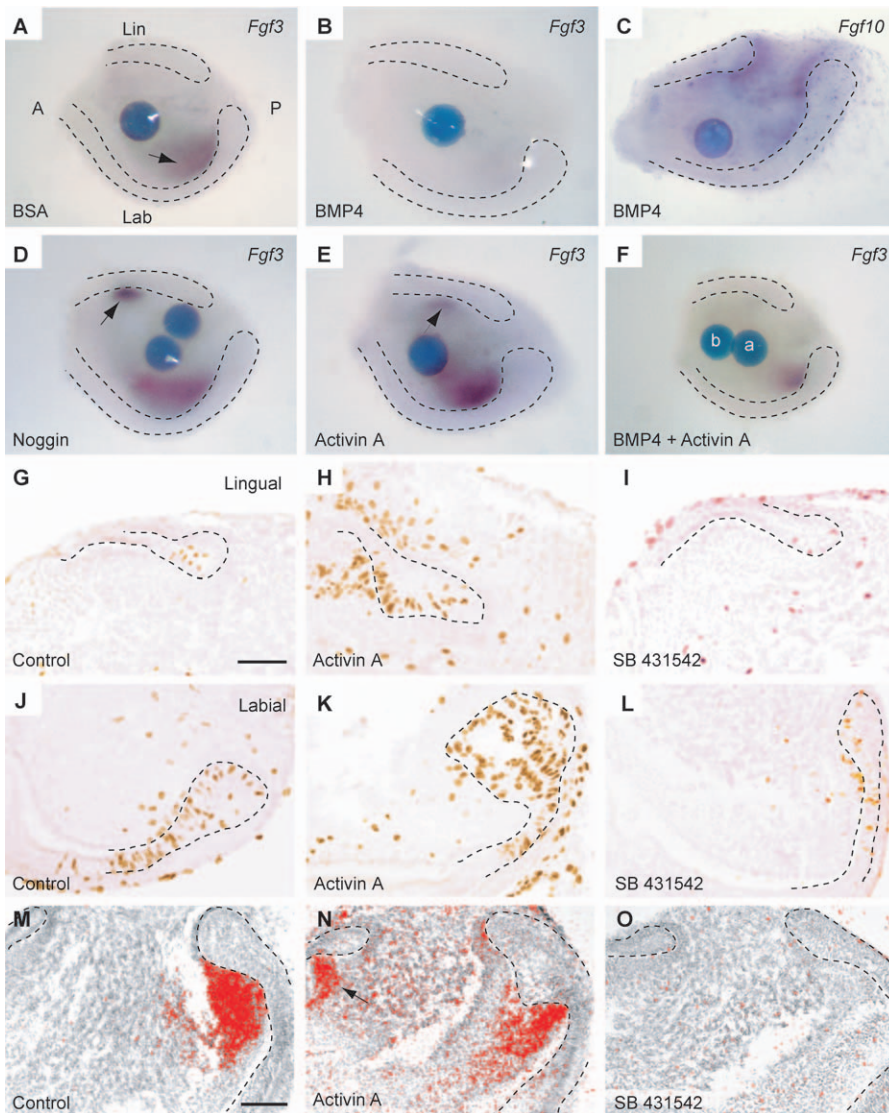 A Lin Fgf3
A P
BSA Lab
B Fgf3
BMP4
C Fgf10
BMP4
D Fgf3
Noggin
E Fgf3
Activin A
F Fgf3
b a
BMP4 + Activin A
G Lingual
Control
H
Activin A
I
SB 431542
J Labial
Control
K
Activin A
L
SB 431542
M
Control
N
Activin A
O
SB 431542